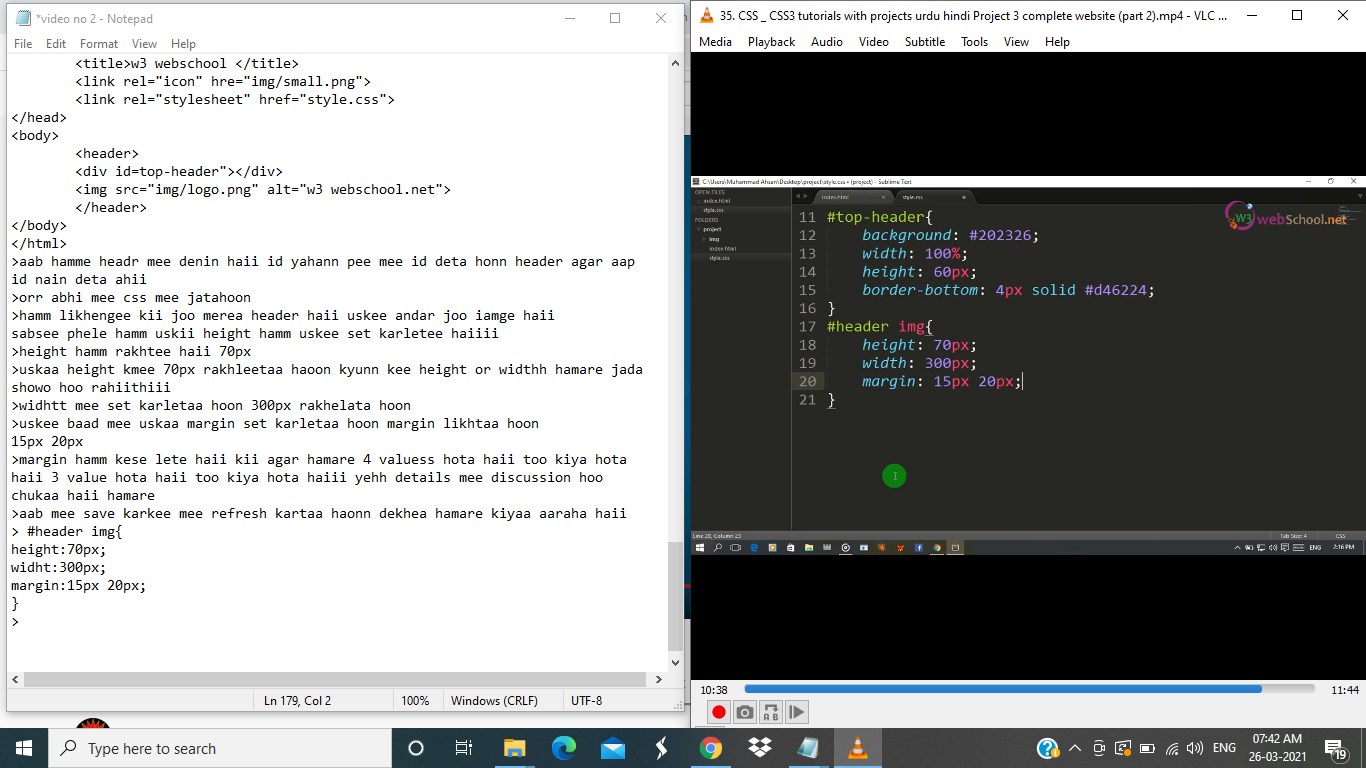 *video no 2 - Notepad
File Edit Format View Help
<title>w3 webschool </title>
<link rel="icon" hre="img/small.png">
<link rel="stylesheet" href="style.css">
</head>
<body>
<header>
<div id=top-header"></div>
<img src="img/logo.png" alt="w3 webschool.net">
</header>
</body>
</html>
>aab hamme headr mee denin haii id yahann pee mee id deta honn header agar aap
id nain deta ahii
>orr abhi mee css mee jatahoon
>hamm likhengee kii joo merea header haii uskee andar joo iamge haii
sabsee phele hamm uskii height hamm uskee set karletee haiiii
>height hamm rakhtee haii 70px
>uskaa height kmee 70px rakhleetaa haoon kyunn kee height or widthh hamare jada
showo hoo rahiithiii
>widhtt mee set karletaa hoon 300px rakhelata hoon
>uskee baad mee uskaa margin set karletaa hoon margin likhtaa hoon
15px 20px
>margin hamm kese lete haii kii agar hamare 4 valuess hota haii too kiya hota
haii 3 value hota haii too kiya hota haiii yehh details mee discussion hoo
chukaa haii hamare
>aab mee save karkee mee refresh kartaa haonn dekhea hamare kiyaa aaraha haii
> #header img{
height:70px;
widht:300px;
margin:15px 20px;
}
>
Ln 179, Col 2 100% Windows (CRLF) UTF-8
35. CSS _ CSS3 tutorials with projects urdu hindi Project 3 complete website (part 2).mp4 - VLC ...
Media Playback Audio Video Subtitle Tools View Help
C:\Users\Muhammad Ahsan\Desktop\project\style.css • (project) - Sublime Text
OPEN FILES
index.html
style.css
FOLDERS
project
img
index.html
style.css
index.html style.css
W3 webSchool.net
11 #top-header{
12 background: #202326;
13 width: 100%;
14 height: 60px;
15 border-bottom: 4px solid #d46224;
16 }
17 #header img{
18 height: 70px;
19 width: 300px;
20 margin: 15px 20px;
21 }
Line 20, Column 23 Tab Size: 4 CSS
ENG 2:16 PM
10:38 11:44
Type here to search
ENG 07:42 AM
26-03-2021
19